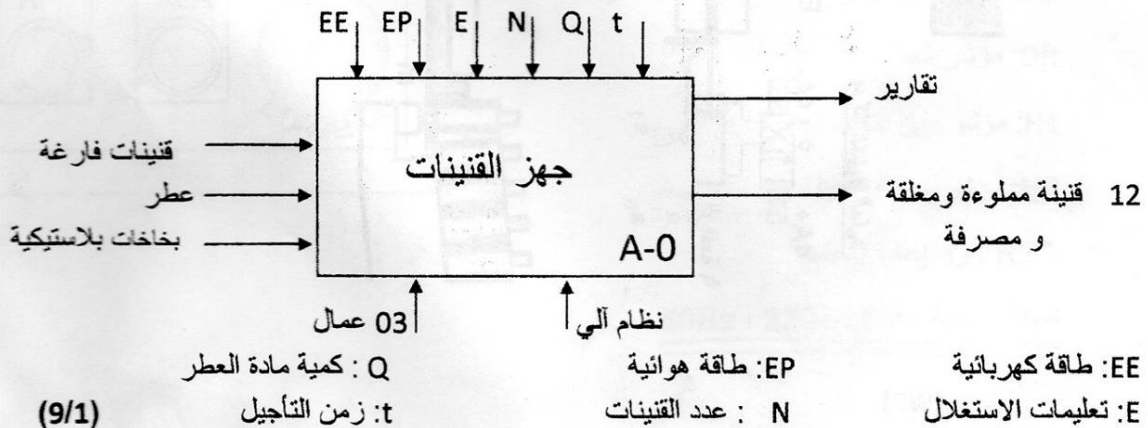 EE EP E N Q t
تقارير
قنينات فارغة
جهز القنينات
عطر
12 قنينة مملوءة ومغلقة
و مصرفة
بخاخات بلاستيكية
A-0
03 عمال
نظام آلي
EE: طاقة كهربائية EP: طاقة هوائية Q : كمية مادة العطر
E: تعليمات الاستغلال N : عدد القنينات t: زمن التأجيل (9/1)